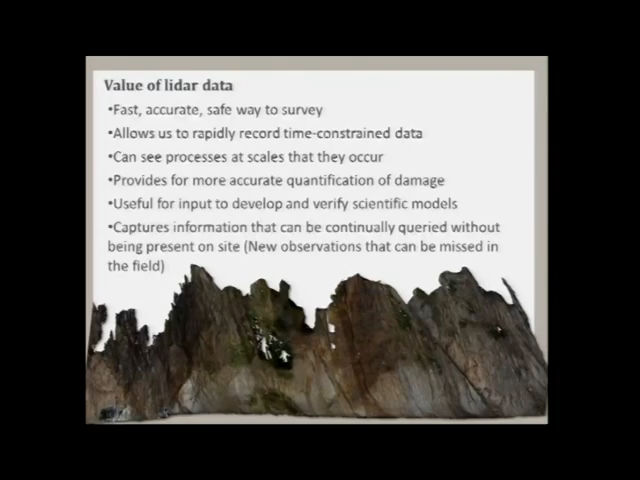 Value of lidar data
•Fast, accurate, safe way to survey
•Allows us to rapidly record time-constrained data
•Can see processes at scales that they occur
•Provides for more accurate quantification of damage
•Useful for input to develop and verify scientific models
•Captures information that can be continually queried without
being present on site (New observations that can be missed in
the field)